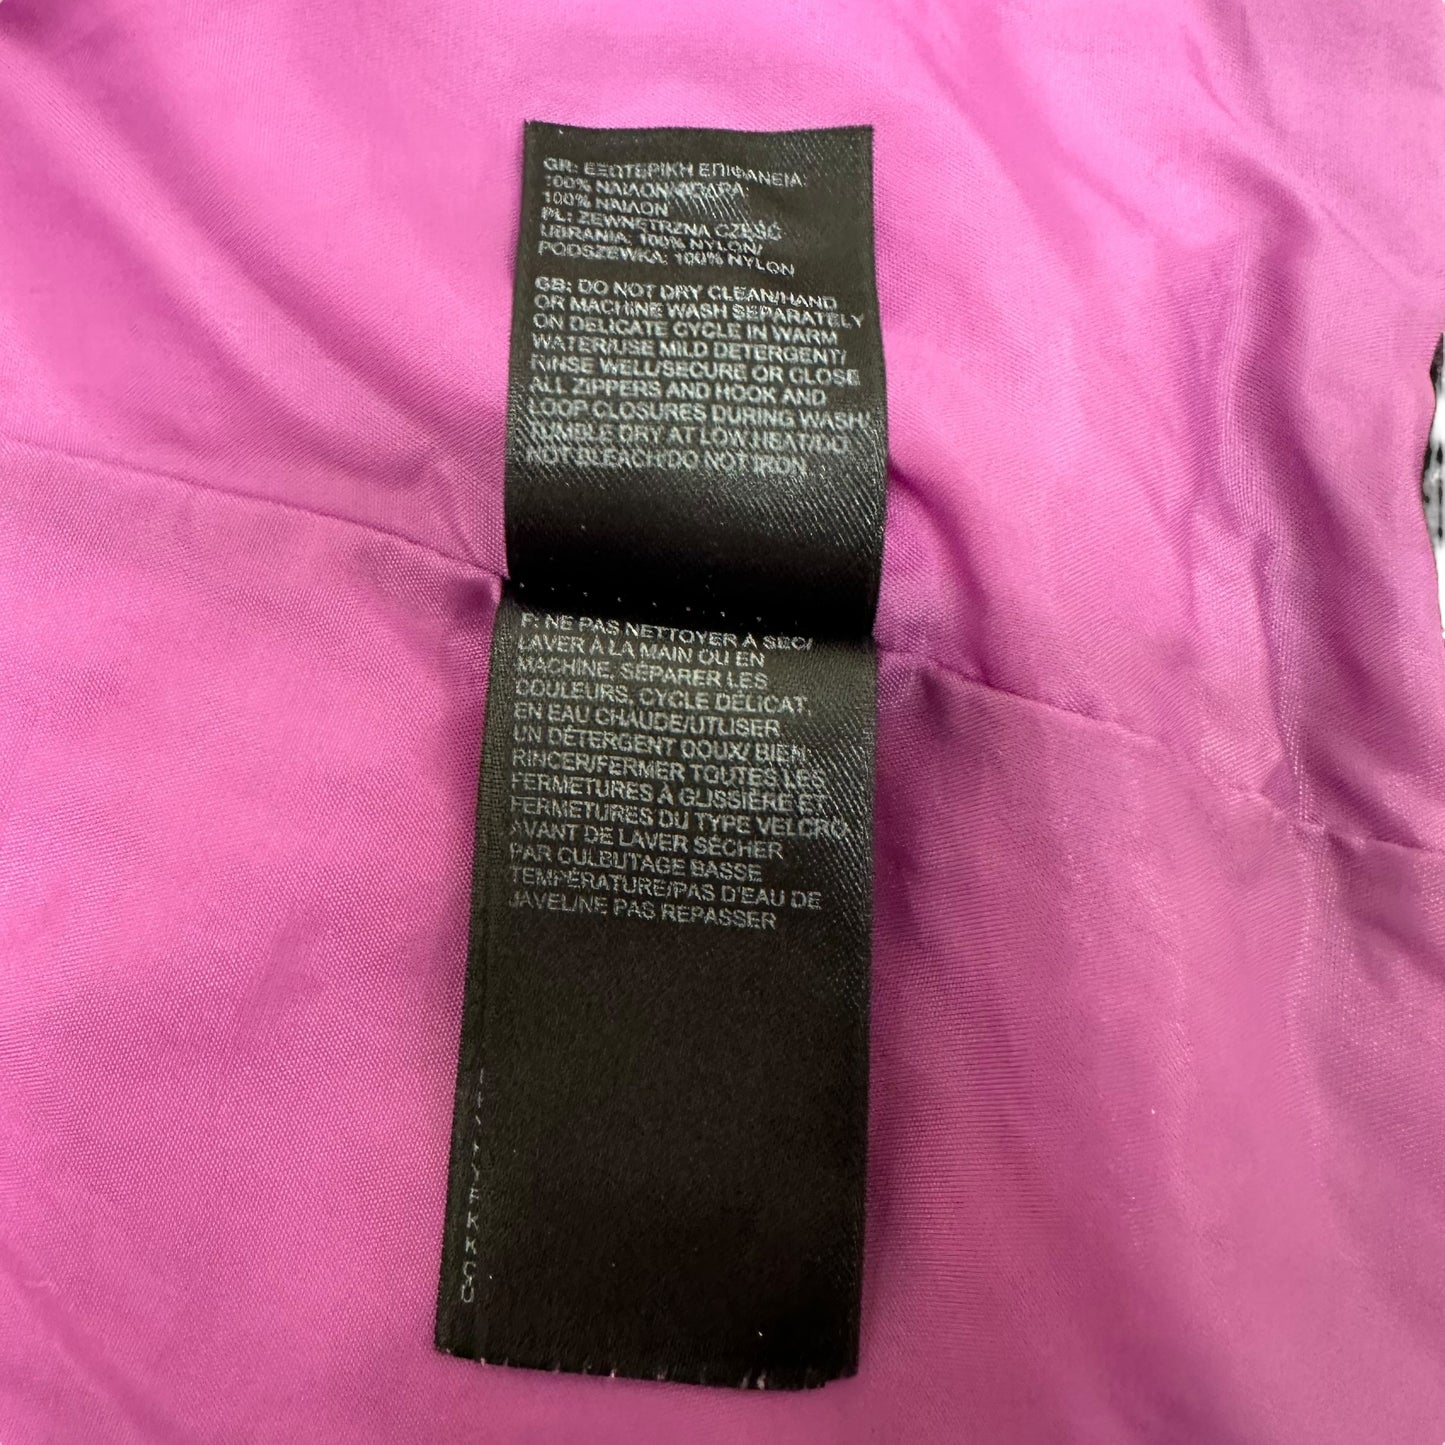 GR: ΕΞΩΤΕΡΙΚΗ ΕΠΙΦΑΝΕΙΑ:
100% ΝΑΙΛΟΝ/ΦΟΔΡΑ:
100% ΝΑΙΛΟΝ
PL: ZEWNĘTRZNA CZĘŚĆ
UBRANIA: 100% NYLON/
PODSZEWKA: 100% NYLON
GB: DO NOT DRY CLEAN/HAND
OR MACHINE WASH SEPARATELY
ON DELICATE CYCLE IN WARM
WATER/USE MILD DETERGENT/
RINSE WELL/SECURE OR CLOSE
ALL ZIPPERS AND HOOK AND
LOOP CLOSURES DURING WASH/
TUMBLE DRY AT LOW HEAT/DO
NOT BLEACH/DO NOT IRON
F: NE PAS NETTOYER À SEC/
LAVER À LA MAIN OU EN
MACHINE, SÉPARER LES
COULEURS, CYCLE DÉLICAT,
EN EAU CHAUDE/UTLISER
UN DÉTERGENT DOUX/ BIEN
RINCER/FERMER TOUTES LES
FERMETURES À GLISSIÈRE ET
FERMETURES DU TYPE VELCRO
AVANT DE LAVER SÉCHER
PAR CULBUTAGE BASSE
TEMPÉRATURE/PAS D'EAU DE
JAVEL/NE PAS REPASSER